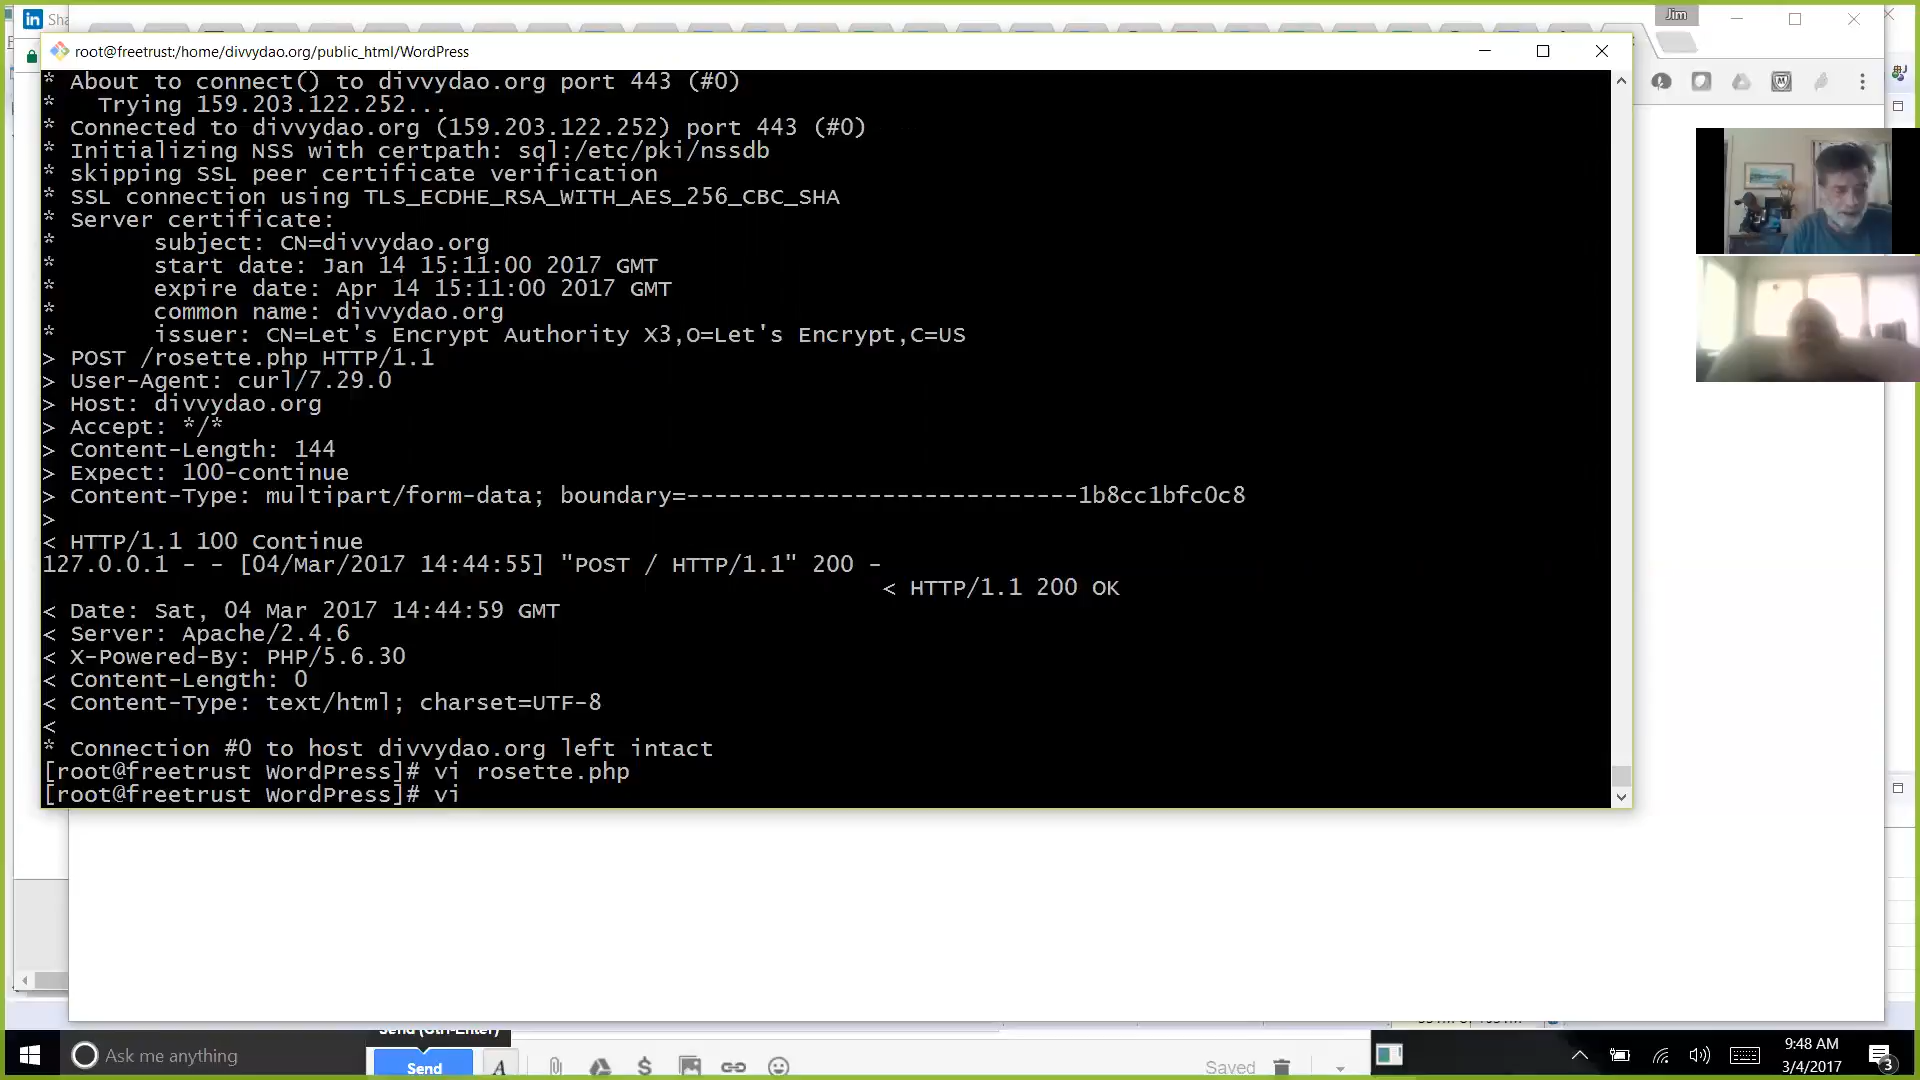 in Sha
Jim
root@freetrust:/home/divvydao.org/public_html/WordPress
* About to connect() to divvydao.org port 443 (#0)
*   Trying 159.203.122.252...
* Connected to divvydao.org (159.203.122.252) port 443 (#0)
* Initializing NSS with certpath: sql:/etc/pki/nssdb
* skipping SSL peer certificate verification
* SSL connection using TLS_ECDHE_RSA_WITH_AES_256_CBC_SHA
* Server certificate:
*       subject: CN=divvydao.org
*       start date: Jan 14 15:11:00 2017 GMT
*       expire date: Apr 14 15:11:00 2017 GMT
*       common name: divvydao.org
*       issuer: CN=Let's Encrypt Authority X3,O=Let's Encrypt,C=US
> POST /rosette.php HTTP/1.1
> User-Agent: curl/7.29.0
> Host: divvydao.org
> Accept: */*
> Content-Length: 144
> Expect: 100-continue
> Content-Type: multipart/form-data; boundary=----------------------------1b8cc1bfc0c8
>
< HTTP/1.1 100 Continue
127.0.0.1 - - [04/Mar/2017 14:44:55] "POST / HTTP/1.1" 200 -
< HTTP/1.1 200 OK
< Date: Sat, 04 Mar 2017 14:44:59 GMT
< Server: Apache/2.4.6
< X-Powered-By: PHP/5.6.30
< Content-Length: 0
< Content-Type: text/html; charset=UTF-8
<
* Connection #0 to host divvydao.org left intact
[root@freetrust WordPress]# vi rosette.php
[root@freetrust WordPress]# vi
Send (Ctrl-Enter)
Ask me anything
Send
A
$
Saved
9:48 AM
3/4/2017
3